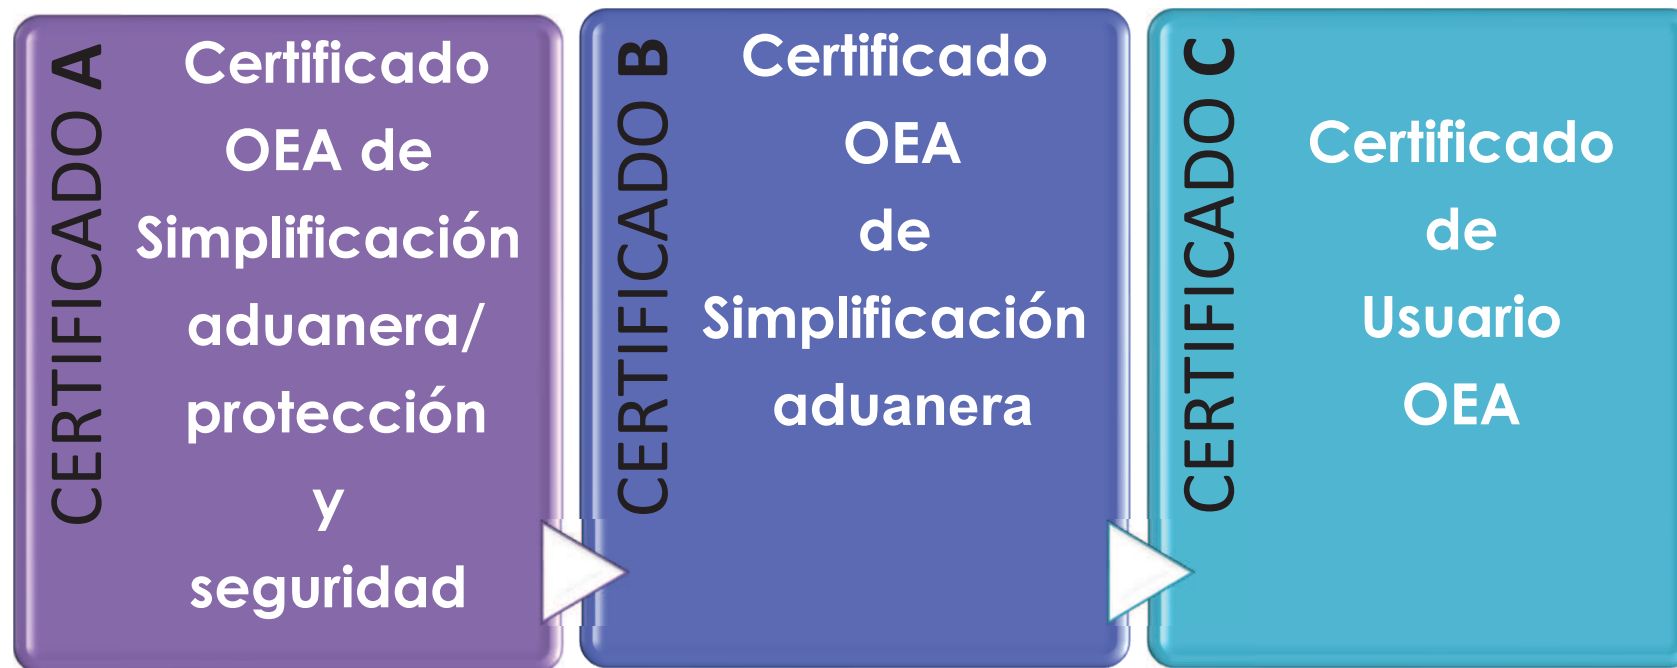 CERTIFICADO A
Certificado
OEA de
Simplificación
aduanera/
protección
y
seguridad
CERTIFICADO B
Certificado
OEA
de
Simplificación
aduanera
CERTIFICADO C
Certificado
de
Usuario
OEA